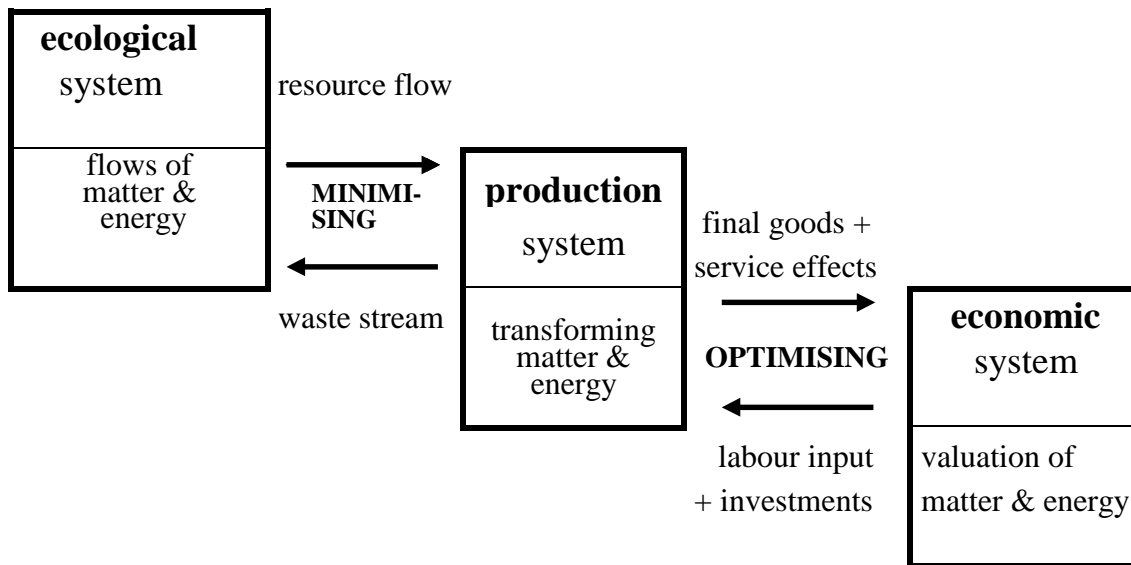 ecological
system
flows of
matter &
energy
resource flow
MINIMI-
SING
waste stream
production
system
transforming
matter &
energy
final goods +
service effects
OPTIMISING
labour input
+ investments
economic
system
valuation of
matter & energy